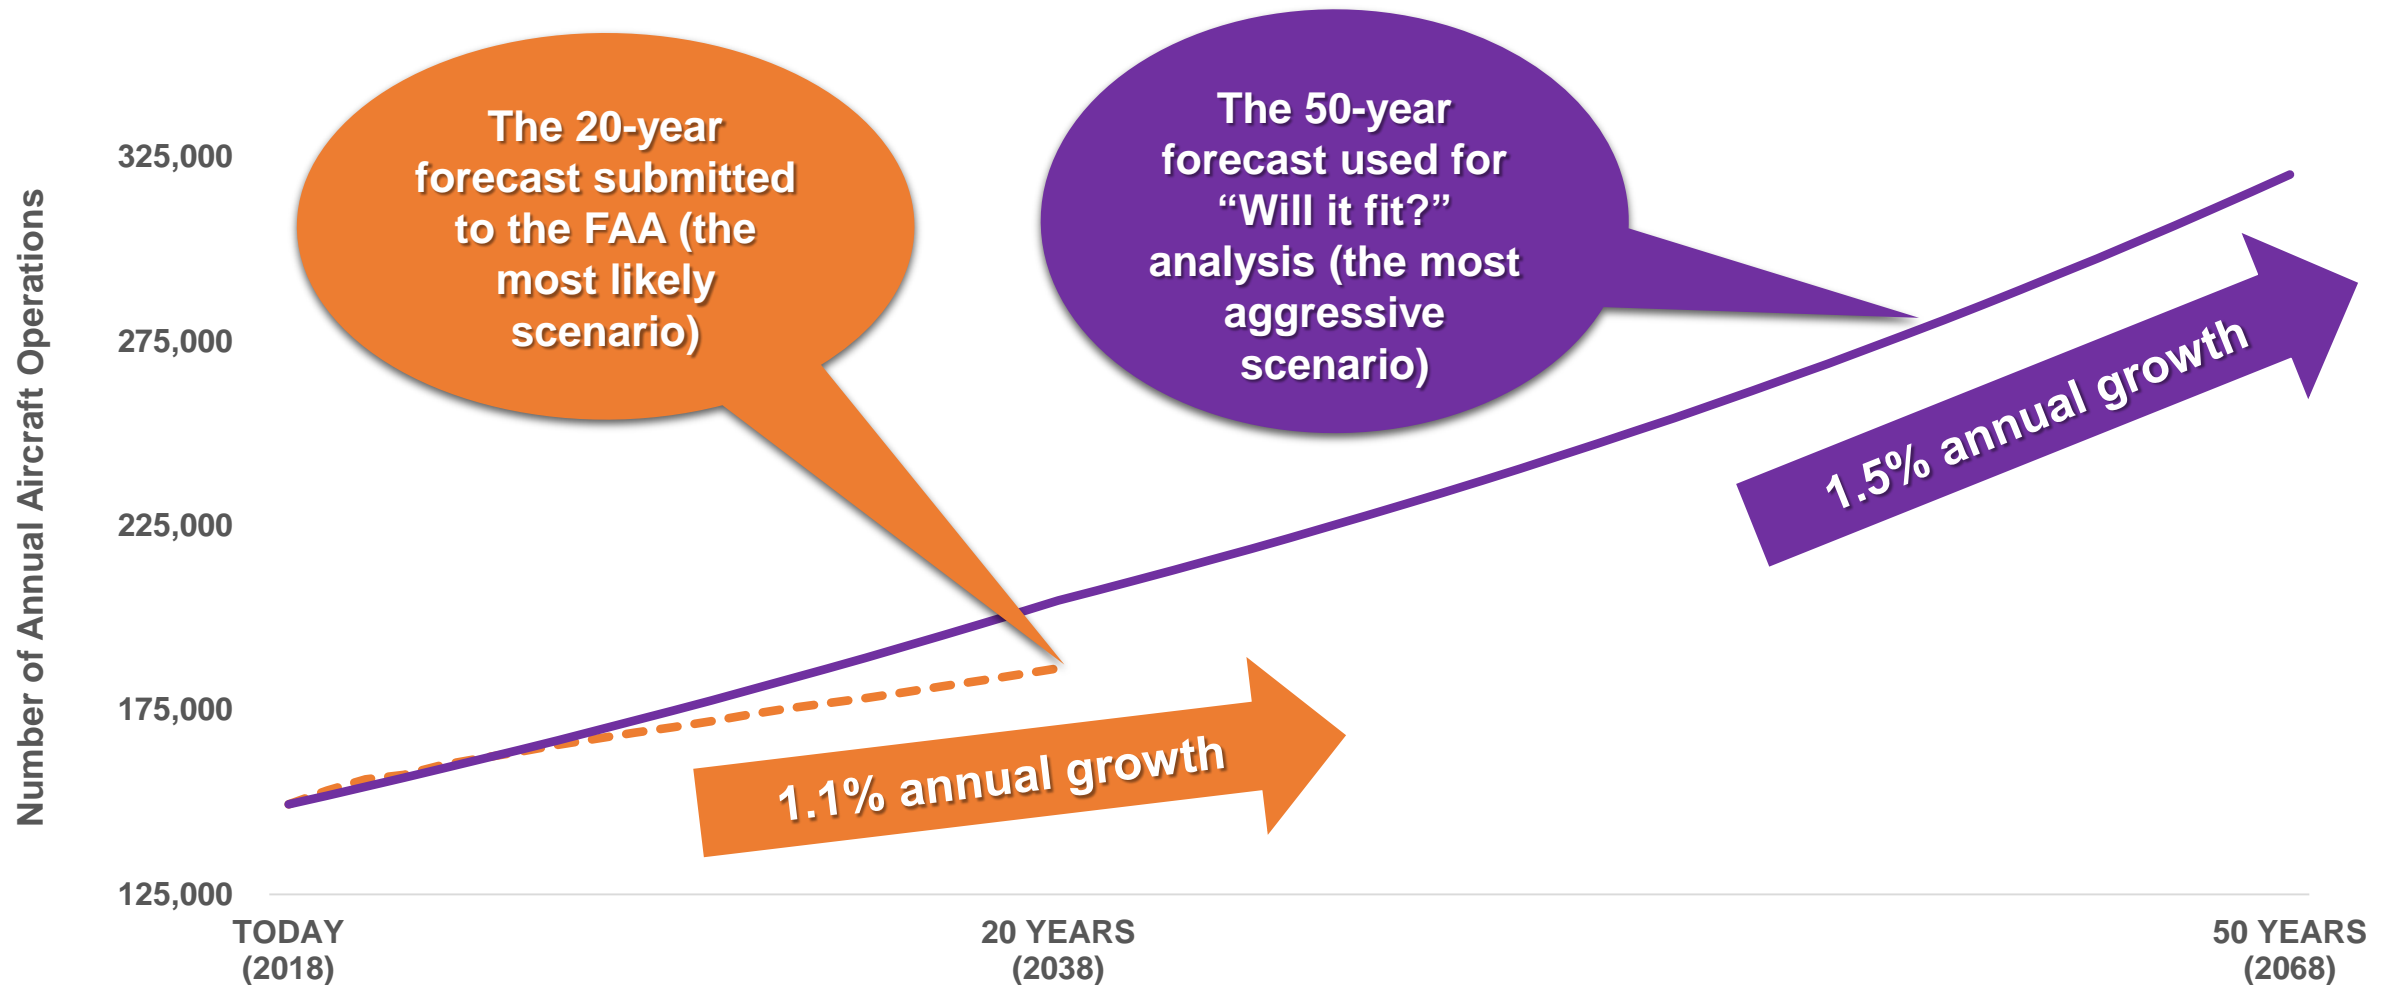 Number of Annual Aircraft Operations
325,000
275,000
225,000
175,000
125,000
The 20-year
forecast submitted
to the FAA (the
most likely
scenario)
The 50-year
forecast used for
“Will it fit?”
analysis (the most
aggressive
scenario)
1.5% annual growth
1.1% annual growth
TODAY
(2018)
20 YEARS
(2038)
50 YEARS
(2068)